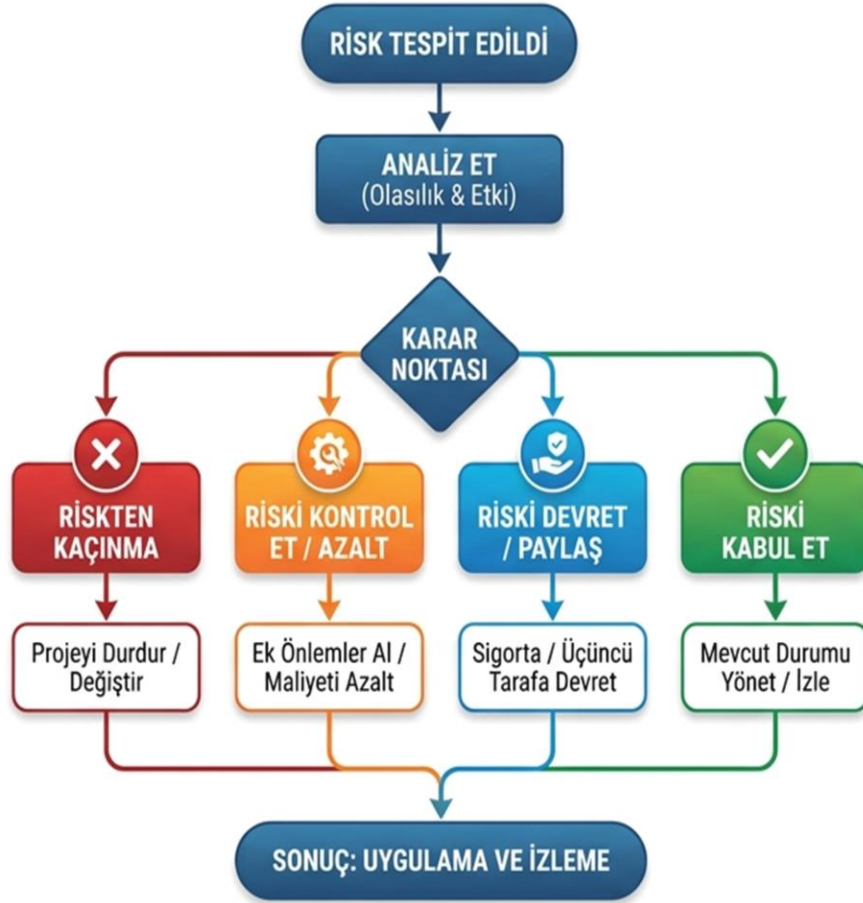 RİSK TESPİT EDİLDİ
ANALİZ ET
(Olasılık & Etki)
KARAR
NOKTASI
RİSKTEN
KAÇINMA
RİSKİ KONTROL
ET / AZALT
RİSKİ DEVRET
/ PAYLAŞ
RİSKİ
KABUL ET
Projeyi Durdur /
Değiştir
Ek Önlemler Al /
Maliyeti Azalt
Sigorta / Üçüncü
Tarafa Devret
Mevcut Durumu
Yönet / İzle
SONUÇ: UYGULAMA VE İZLEME